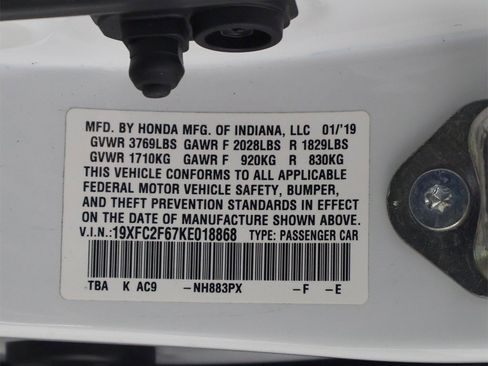 MFD. BY HONDA MFG. OF INDIANA, LLC 01/'19
GVWR 3769LBS GAWR F 2028LBS R 1829LBS
GVWR 1710KG GAWR F 920KG R 830KG
THIS VEHICLE CONFORMS TO ALL APPLICABLE
FEDERAL MOTOR VEHICLE SAFETY, BUMPER,
AND THEFT PREVENTION STANDARDS IN EFFECT
ON THE DATE OF MANUFACTURE SHOWN ABOVE.
V.I.N.:19XFC2F67KE018868 TYPE: PASSENGER CAR
TBA K AC9 -NH883PX -F -E